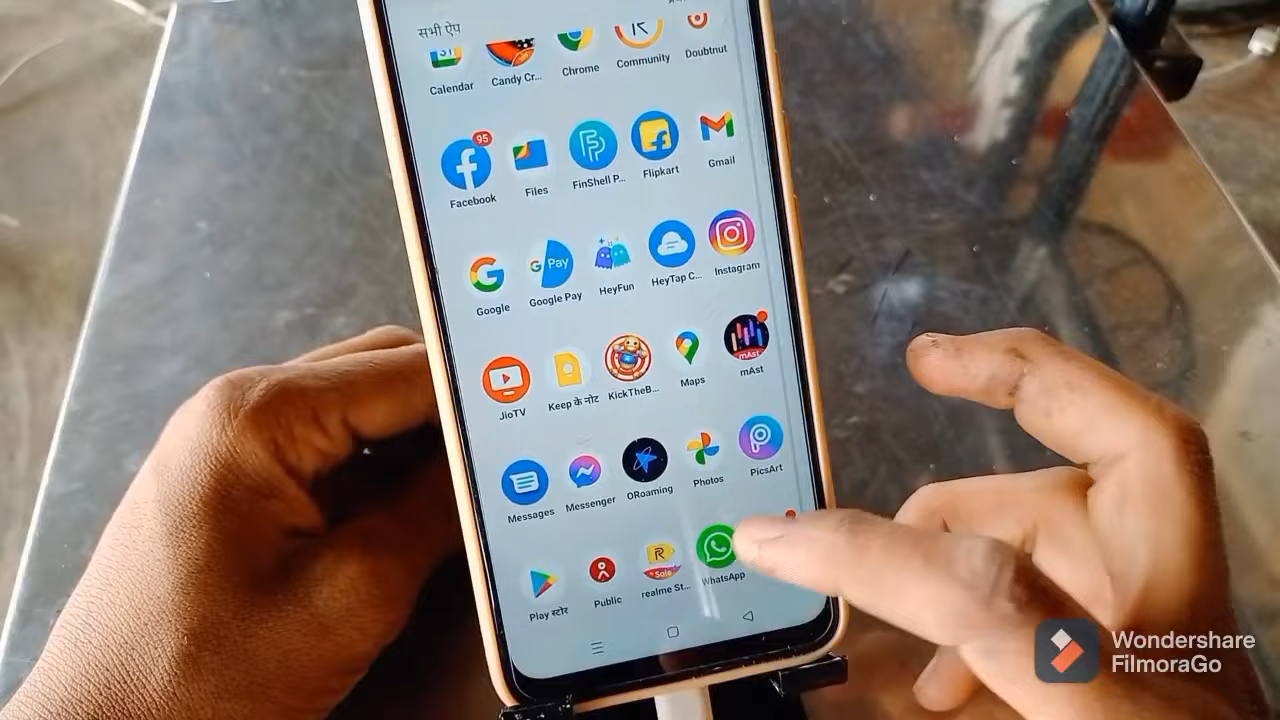 सभी ऐप
Calendar
Candy Cr...
Chrome
Community
Doubtnut
95
Facebook
Files
FinShell P...
Flipkart
Gmail
G Pay
Google
Google Pay
HeyFun
HeyTap C...
Instagram
mAst
JioTV
Keep के नोट
KickTheB...
Maps
mAst
Messages
Messenger
ORoaming
Photos
PicsArt
R
Sale
Play स्टोर
Public
realme St...
WhatsApp
Wondershare
FilmoraGo